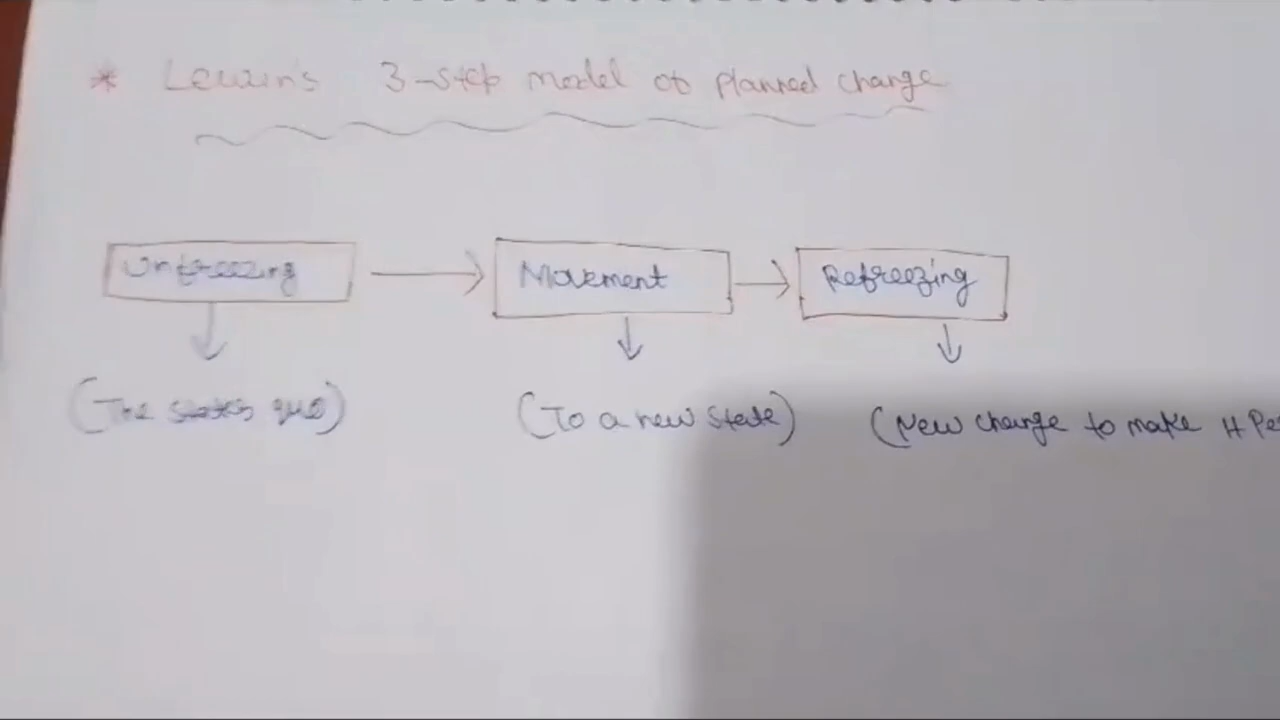 * Lewin's 3-step model of planned change
Unfreezing Movement Refreezing
(The status quo) (To a new state) (New change to make it Pe